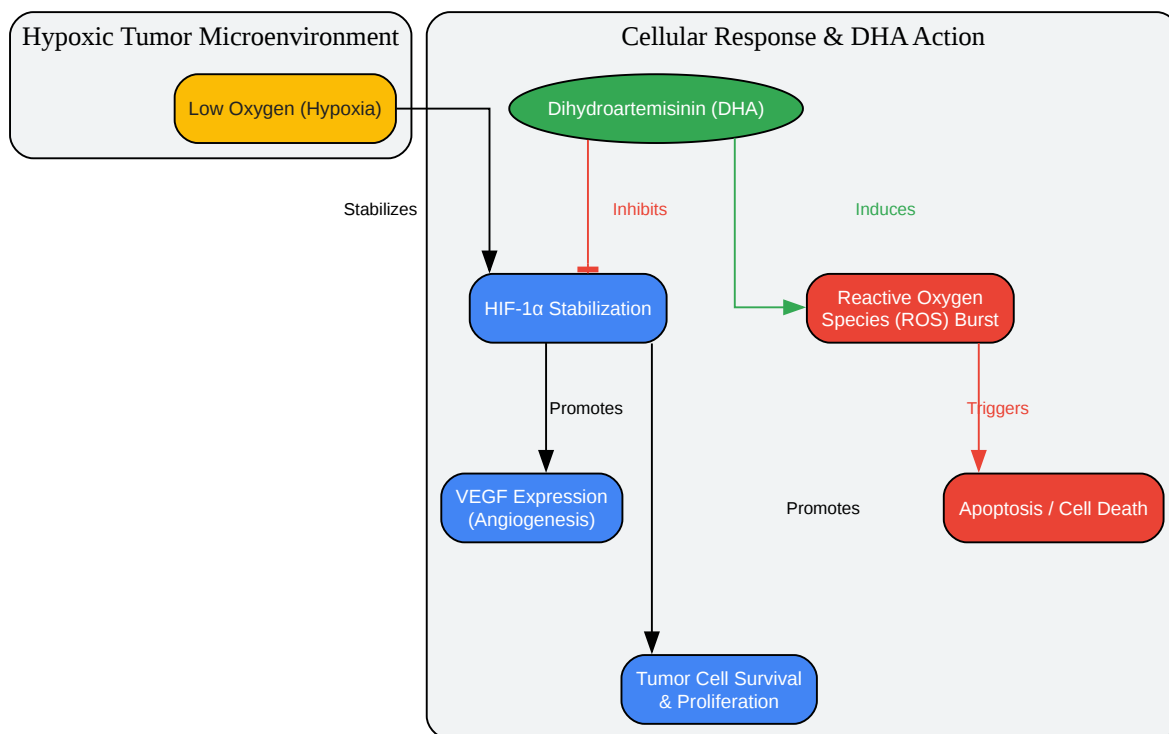 Hypoxic Tumor Microenvironment
Cellular Response & DHA Action
Low Oxygen (Hypoxia)
Dihydroartemisinin (DHA)
Stabilizes
Inhibits
Induces
HIF-1α Stabilization
Reactive Oxygen
Species (ROS) Burst
Promotes
Triggers
VEGF Expression
(Angiogenesis)
Promotes
Apoptosis / Cell Death
Tumor Cell Survival
& Proliferation